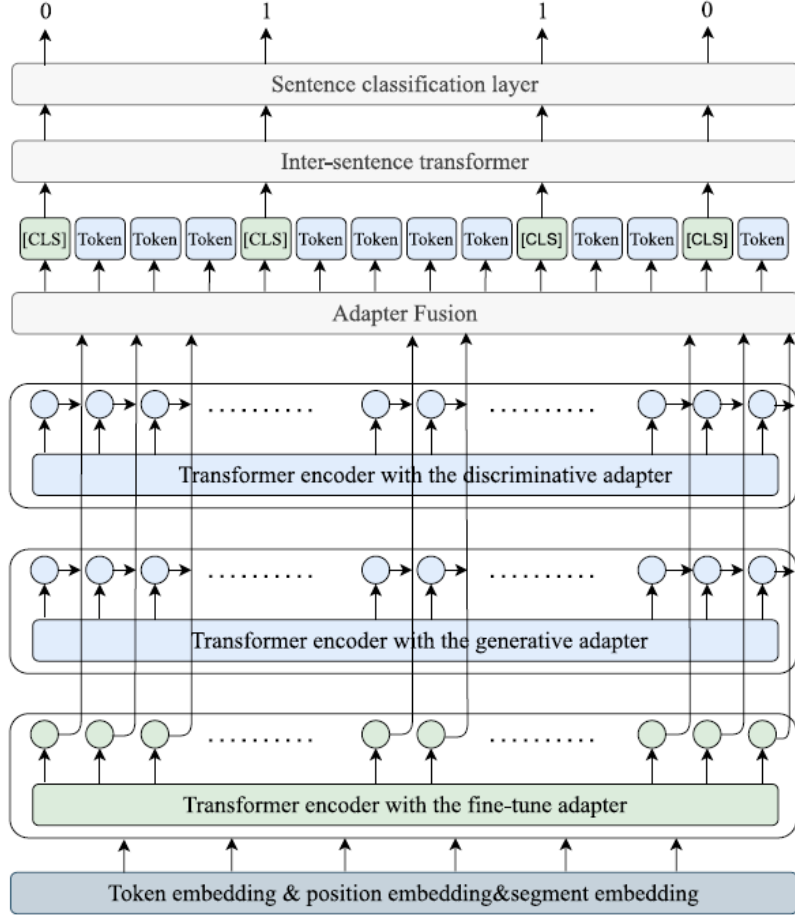 0 1 1 0
Sentence classification layer
Inter-sentence transformer
[CLS] Token Token Token [CLS] Token Token Token Token [CLS] Token Token [CLS] Token
Adapter Fusion
..........  ..........
Transformer encoder with the discriminative adapter
..........  ..........
Transformer encoder with the generative adapter
..........  ..........
Transformer encoder with the fine-tune adapter
Token embedding & position embedding&segment embedding